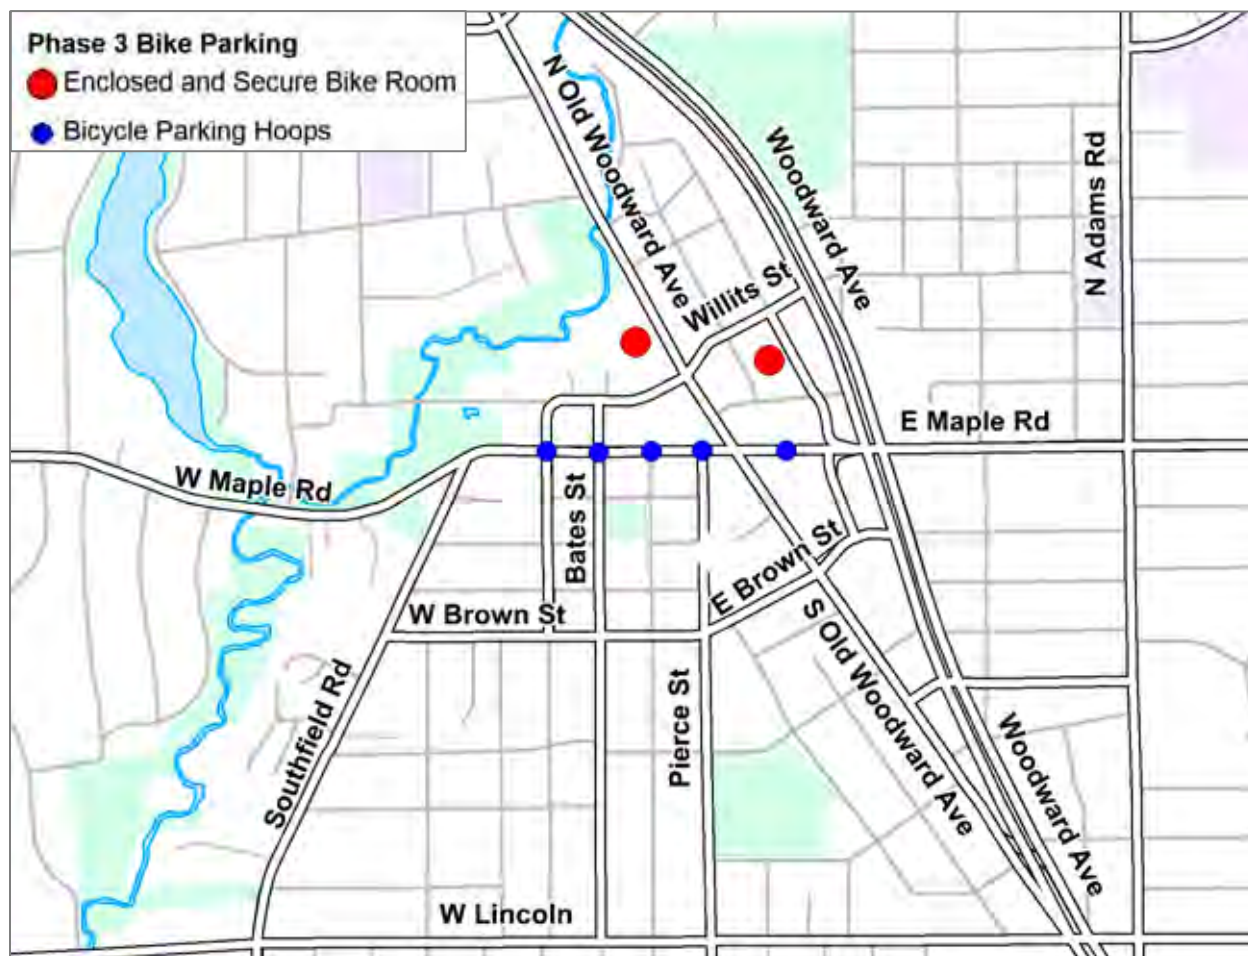 Phase 3 Bike Parking
Enclosed and Secure Bike Room
Bicycle Parking Hoops
N Old Woodward Ave
Woodward Ave
N Adams Rd
Willits St
E Maple Rd
W Maple Rd
Bates St
E Brown St
W Brown St
S Old Woodward Ave
Southfield Rd
Pierce St
Woodward Ave
W Lincoln